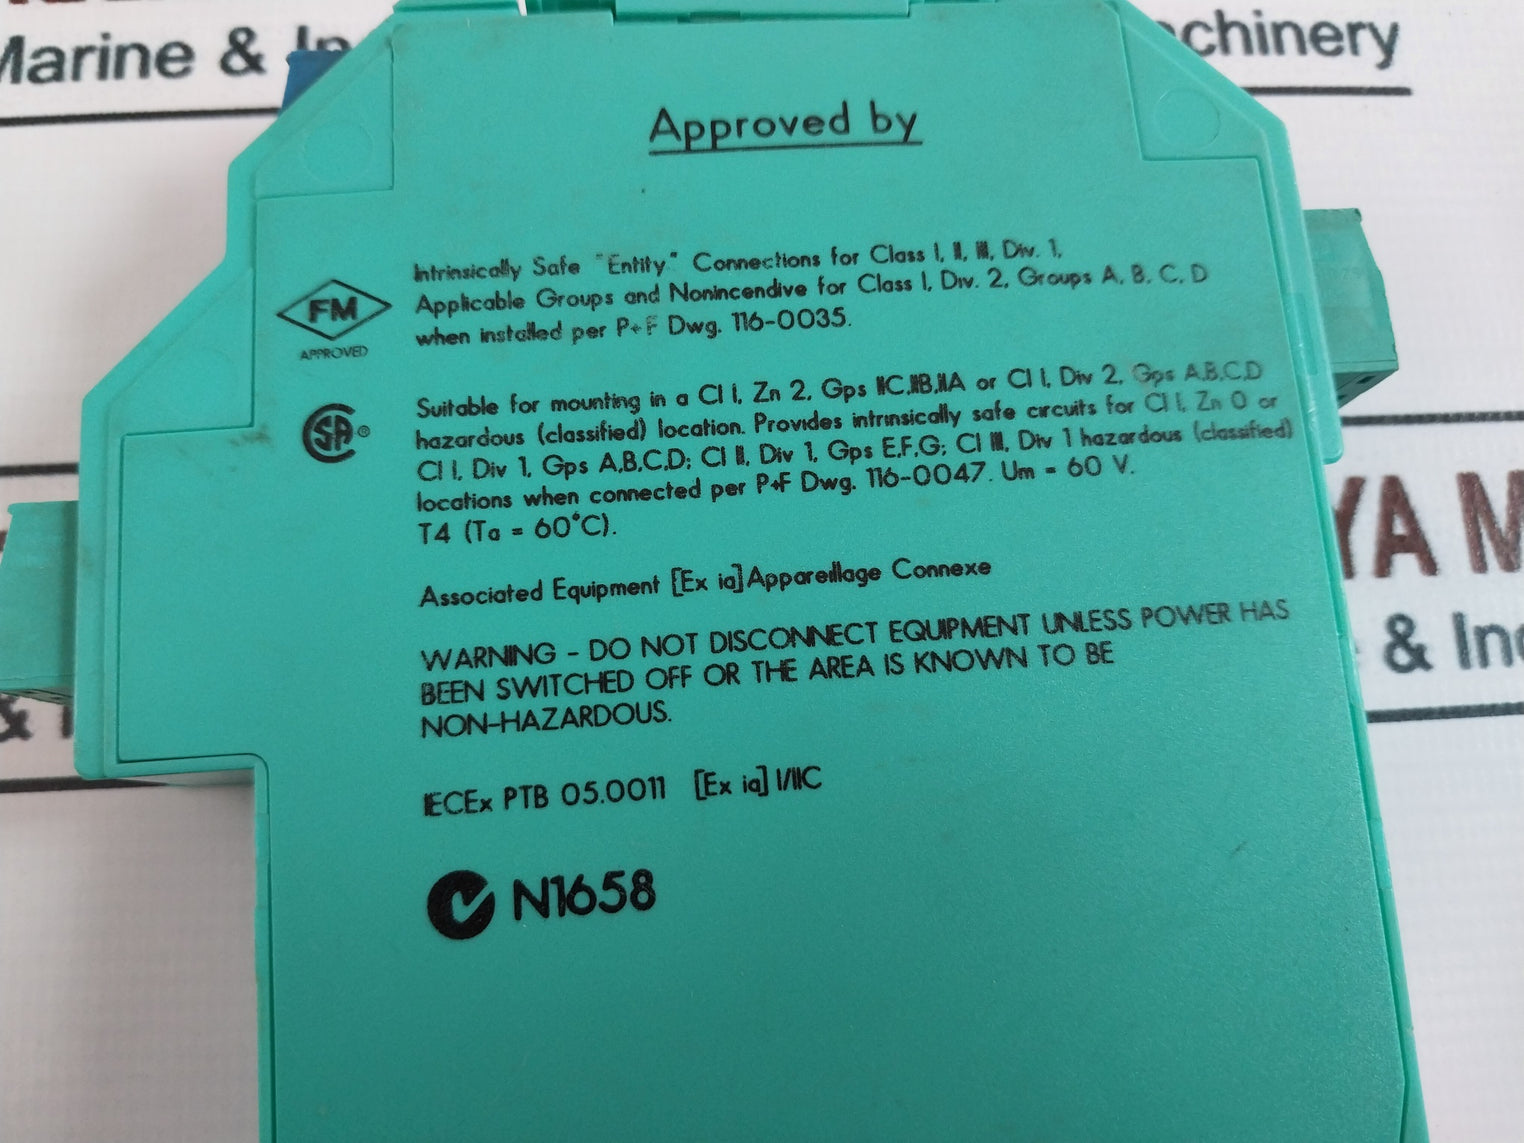 Marine & In
chinery
Approved by
Intrinsically Safe "Entity" Connections for Class I, II, III, Div. 1,
Applicable Groups and Nonincendive for Class I, Div. 2, Groups A, B, C, D
when installed per P+F Dwg. 116-0035.
FM
APPROVED
Suitable for mounting in a Cl I, Zn 2, Gps IIC,IIB,IIA or Cl I, Div 2, Gps A,B,C,D
hazardous (classified) location. Provides intrinsically safe circuits for Cl I, Zn 0 or
Cl I, Div 1, Gps A,B,C,D; Cl II, Div 1, Gps E,F,G; Cl III, Div 1 hazardous (classified)
locations when connected per P+F Dwg. 116-0047. Um = 60 V.
T4 (Ta = 60°C).
SA®
Associated Equipment [Ex ia] Appareillage Connexe
WARNING - DO NOT DISCONNECT EQUIPMENT UNLESS POWER HAS
BEEN SWITCHED OFF OR THE AREA IS KNOWN TO BE
NON-HAZARDOUS.
IECEx PTB 05.0011 [Ex ia] I/IIC
N1658
YA M
& Ind